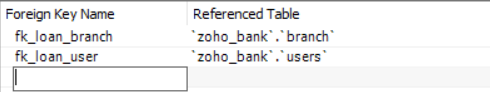 Foreign Key Name Referenced Table
fk_loan_branch `zoho_bank`.`branch`
fk_loan_user `zoho_bank`.`users`